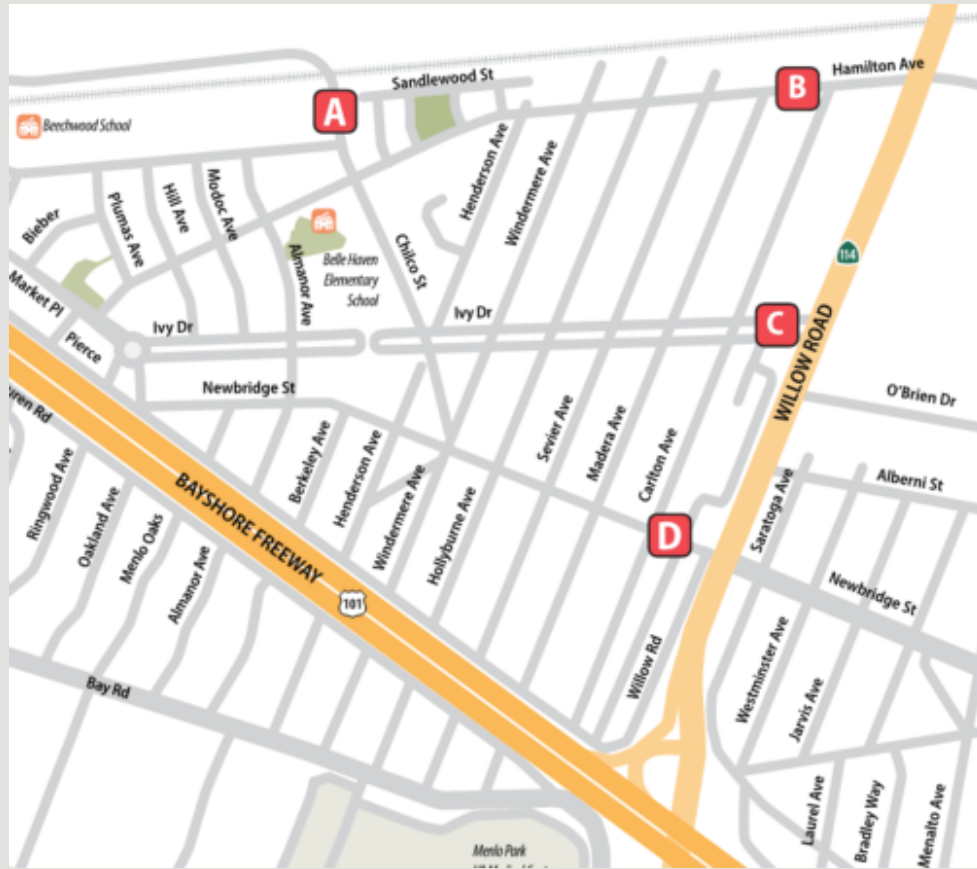 Hamilton Ave
Sandlewood St
B
A
Beechwood School
Henderson Ave
Windermere Ave
Modoc Ave
Hill Ave
Plumas Ave
Bieber
Chilco St
Almanor Ave
Belle Haven
Elementary
School
114
Market Pl
Ivy Dr
Ivy Dr
C
Pierce
WILLOW ROAD
Newbridge St
O'Brien Dr
uren Rd
Sevier Ave
Madera Ave
Carlton Ave
Berkeley Ave
Henderson Ave
Windermere Ave
Hollyburne Ave
Ringwood Ave
Oakland Ave
Menlo Oaks
Almanor Ave
BAYSHORE FREEWAY
101
Saratoga Ave
Alberni St
D
Newbridge St
Willow Rd
Westminster Ave
Jarvis Ave
Bay Rd
Laurel Ave
Bradley Way
Menalto Ave
Menlo Park